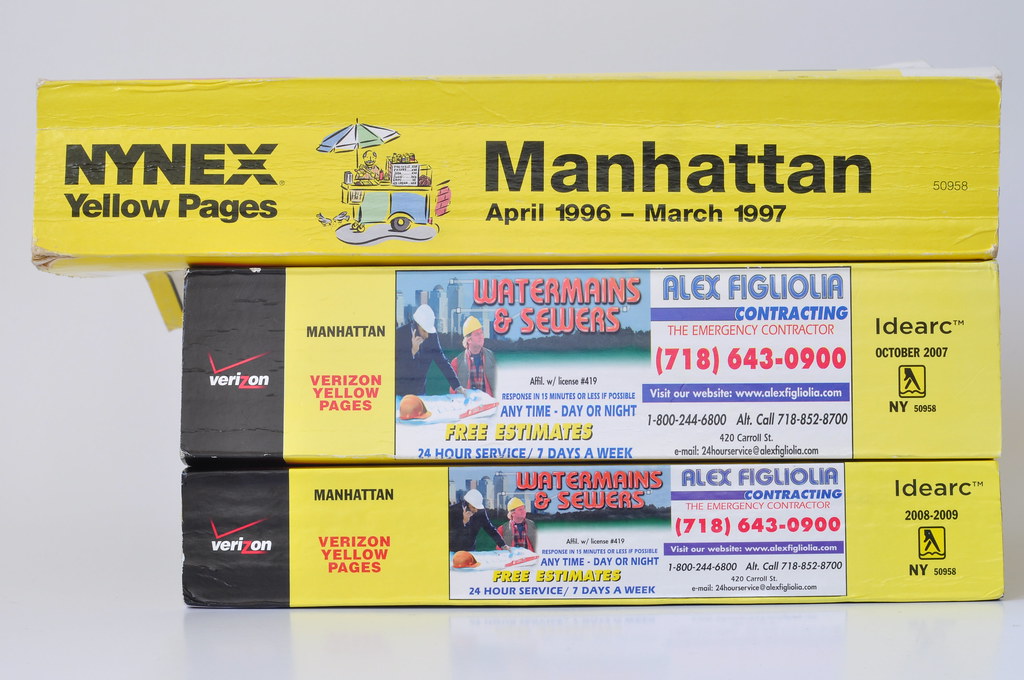 NYNEX
Yellow Pages
Manhattan
April 1996 – March 1997
50958
verizon
MANHATTAN
VERIZON
YELLOW
PAGES
WATERMAINS
& SEWERS
Affil. w/ license #419
RESPONSE IN 15 MINUTES OR LESS IF POSSIBLE
ANY TIME - DAY OR NIGHT
FREE ESTIMATES
24 HOUR SERVICE/ 7 DAYS A WEEK
ALEX FIGLIOLIA
CONTRACTING
THE EMERGENCY CONTRACTOR
(718) 643-0900
Visit our website: www.alexfigliolia.com
1-800-244-6800 Alt. Call 718-852-8700
420 Carroll St.
e-mail: 24hourservice@alexfigliolia.com
Idearc™
OCTOBER 2007
NY 50958
verizon
MANHATTAN
VERIZON
YELLOW
PAGES
WATERMAINS
& SEWERS
Affil. w/ license #419
RESPONSE IN 15 MINUTES OR LESS IF POSSIBLE
ANY TIME - DAY OR NIGHT
FREE ESTIMATES
24 HOUR SERVICE/ 7 DAYS A WEEK
ALEX FIGLIOLIA
CONTRACTING
THE EMERGENCY CONTRACTOR
(718) 643-0900
Visit our website: www.alexfigliolia.com
1-800-244-6800 Alt. Call 718-852-8700
420 Carroll St.
e-mail: 24hourservice@alexfigliolia.com
Idearc™
2008-2009
NY 50958